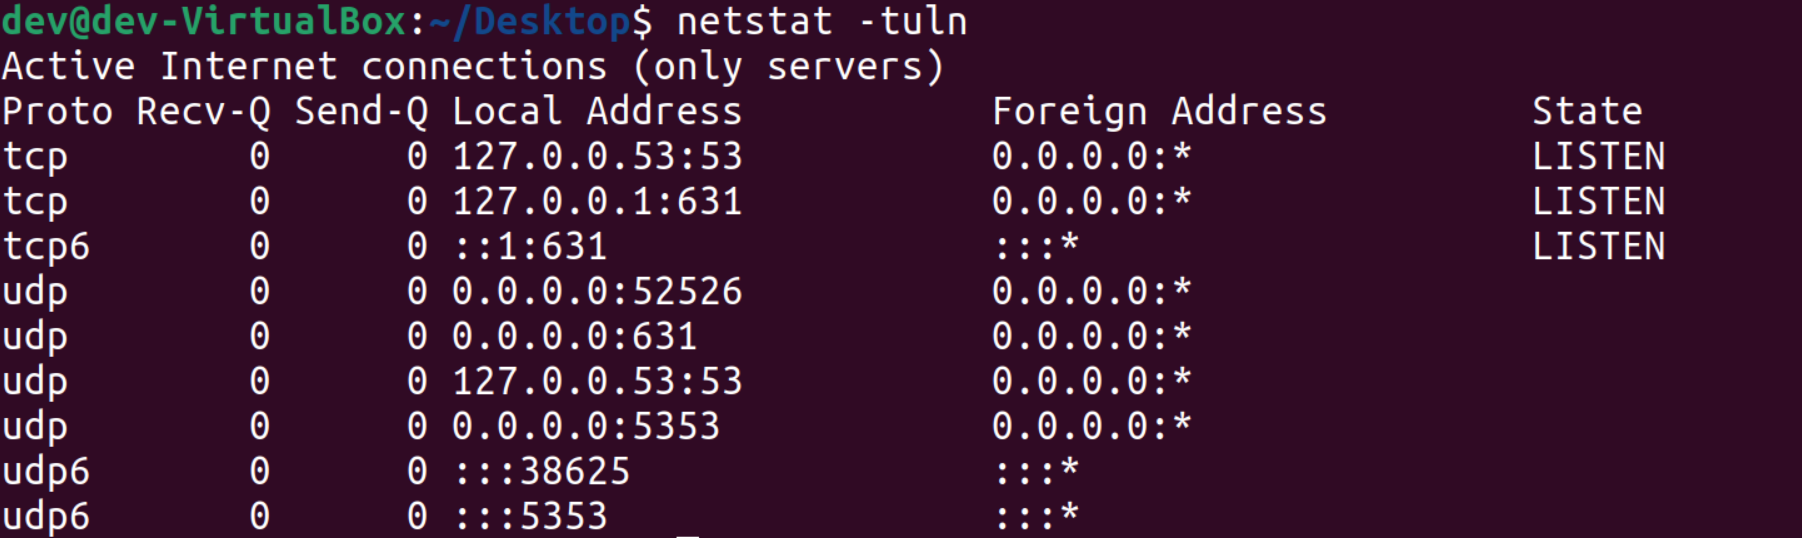 dev@dev-VirtualBox:~/Desktop$ netstat -tuln
Active Internet connections (only servers)
Proto Recv-Q Send-Q Local Address           Foreign Address         State
tcp        0      0 127.0.0.53:53           0.0.0.0:*               LISTEN
tcp        0      0 127.0.0.1:631           0.0.0.0:*               LISTEN
tcp6       0      0 ::1:631                 :::*                    LISTEN
udp        0      0 0.0.0.0:52526           0.0.0.0:*
udp        0      0 0.0.0.0:631             0.0.0.0:*
udp        0      0 127.0.0.53:53           0.0.0.0:*
udp        0      0 0.0.0.0:5353            0.0.0.0:*
udp6       0      0 :::38625                :::*
udp6       0      0 :::5353                 :::*